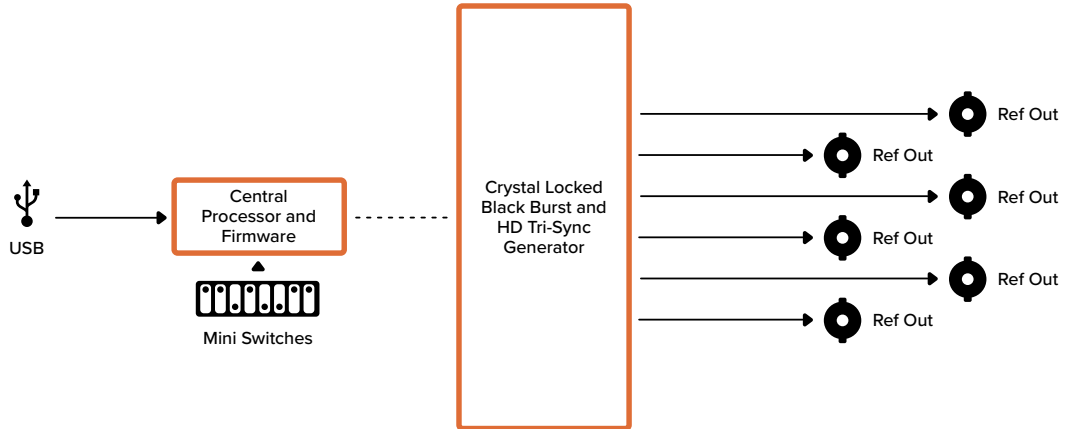 USB
Central
Processor and
Firmware
Mini Switches
Crystal Locked
Black Burst and
HD Tri-Sync
Generator
Ref Out
Ref Out
Ref Out
Ref Out
Ref Out
Ref Out